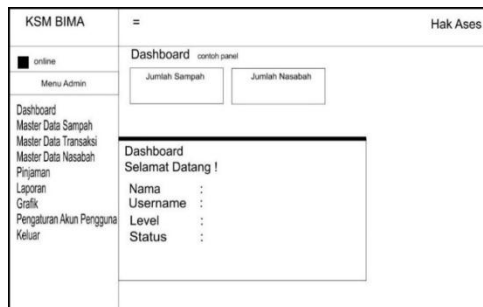 KSM BIMA
=
Hak Ases
online
Menu Admin
Dashboard
Master Data Sampah
Master Data Transaksi
Master Data Nasabah
Pinjaman
Laporan
Grafik
Pengaturan Akun Pengguna
Keluar
Dashboard contoh panel
Jumlah Sampah
Jumlah Nasabah
Dashboard
Selamat Datang !
Nama :
Username :
Level :
Status :